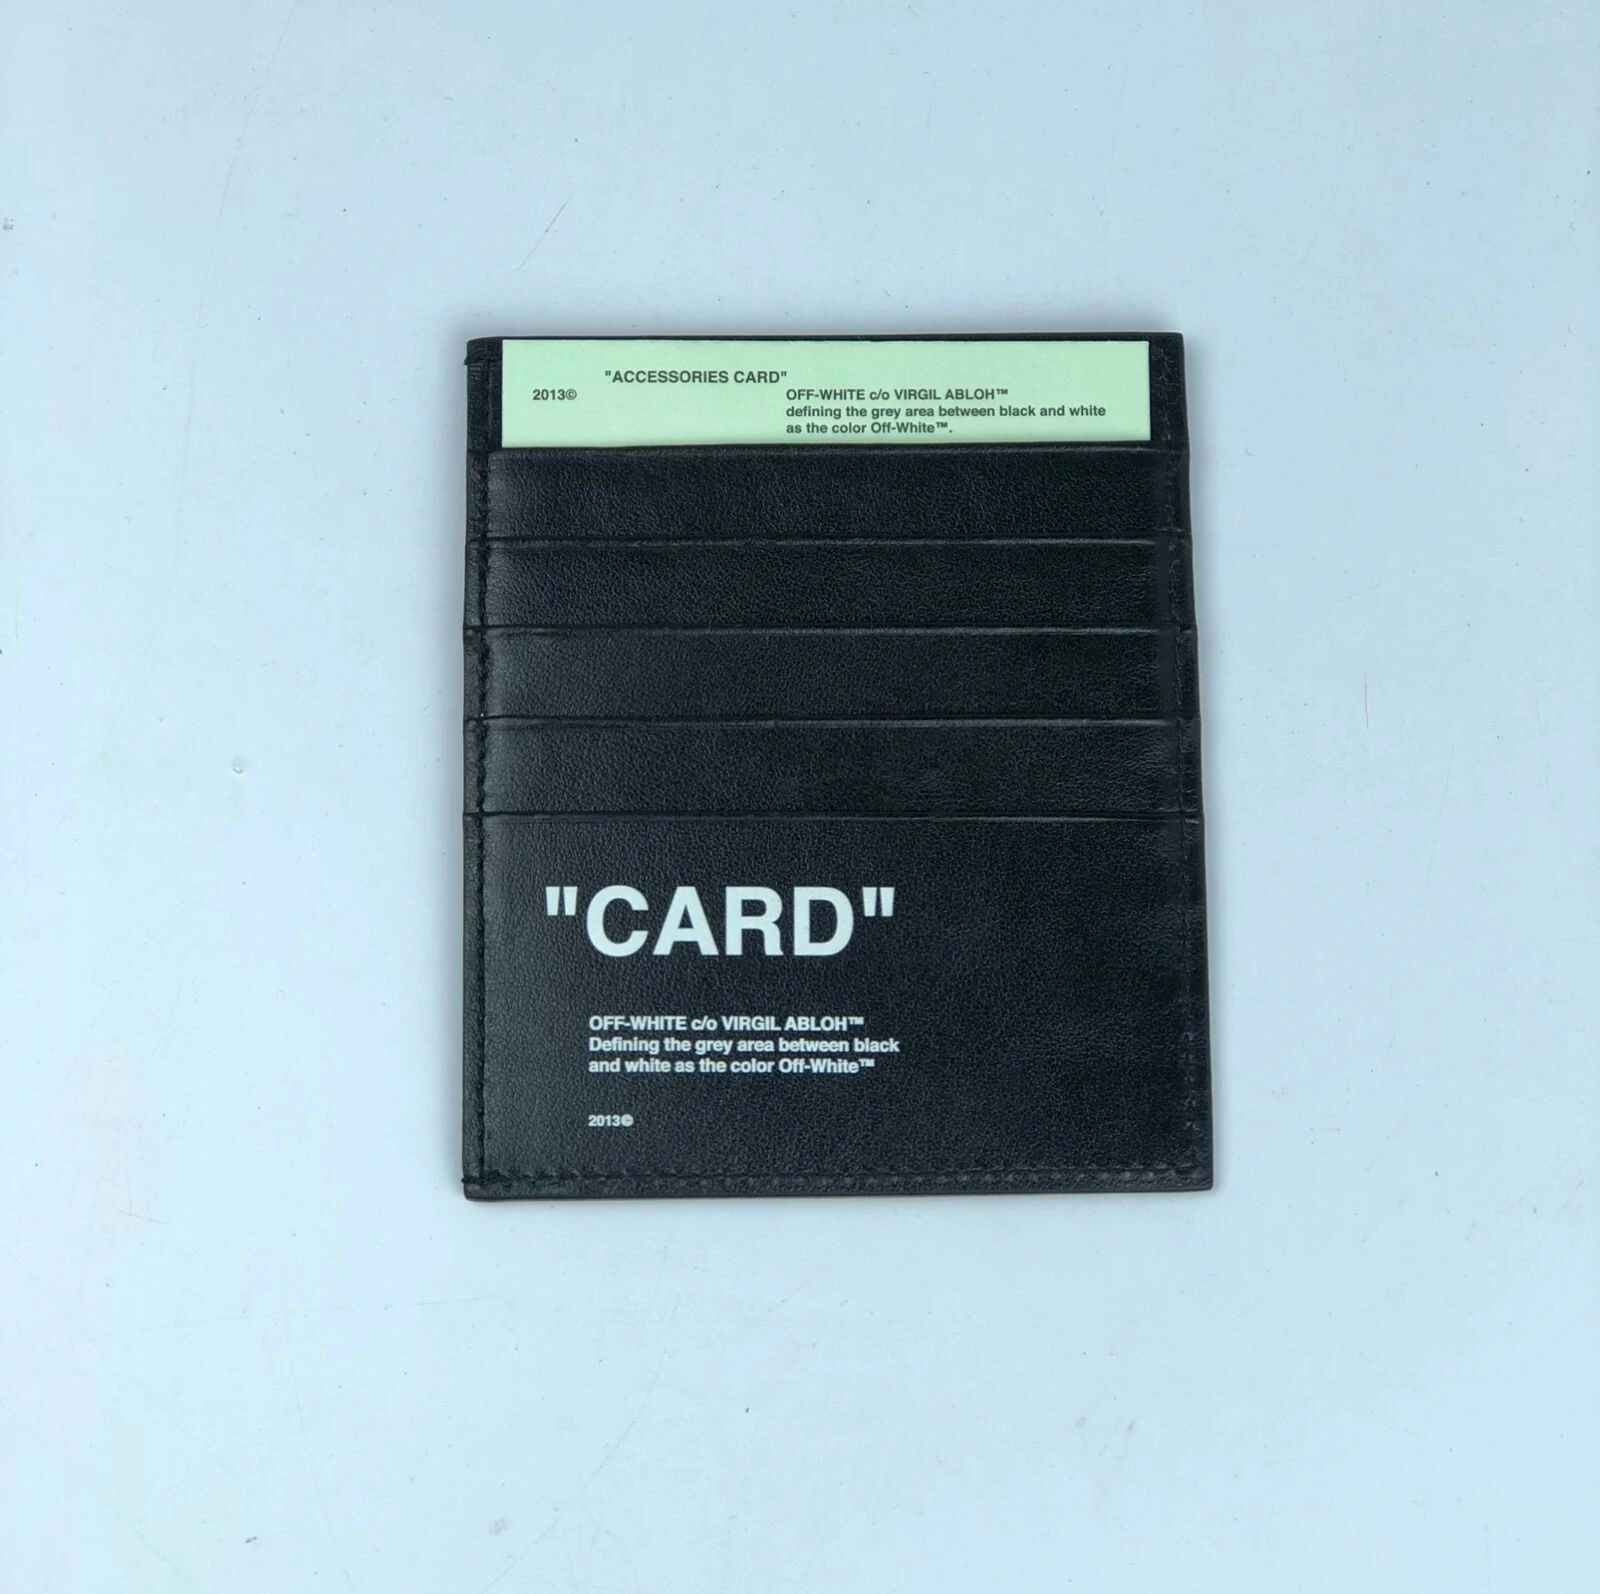 "ACCESSORIES CARD"
2013©
OFF-WHITE c/o VIRGIL ABLOH™
defining the grey area between black and white
as the color Off-White™.
"CARD"
OFF-WHITE c/o VIRGIL ABLOH™
Defining the grey area between black
and white as the color Off-White™
2013©